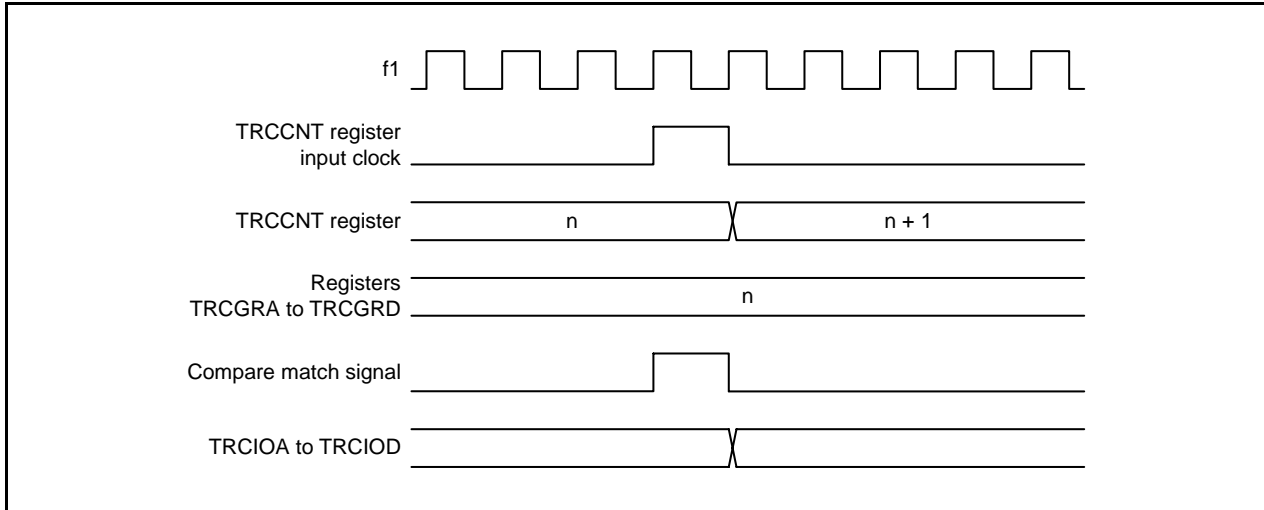 f1
TRCCNT register
input clock
TRCCNT register
n
n + 1
Registers
TRCGRA to TRCGRD
n
Compare match signal
TRCIOA to TRCIOD